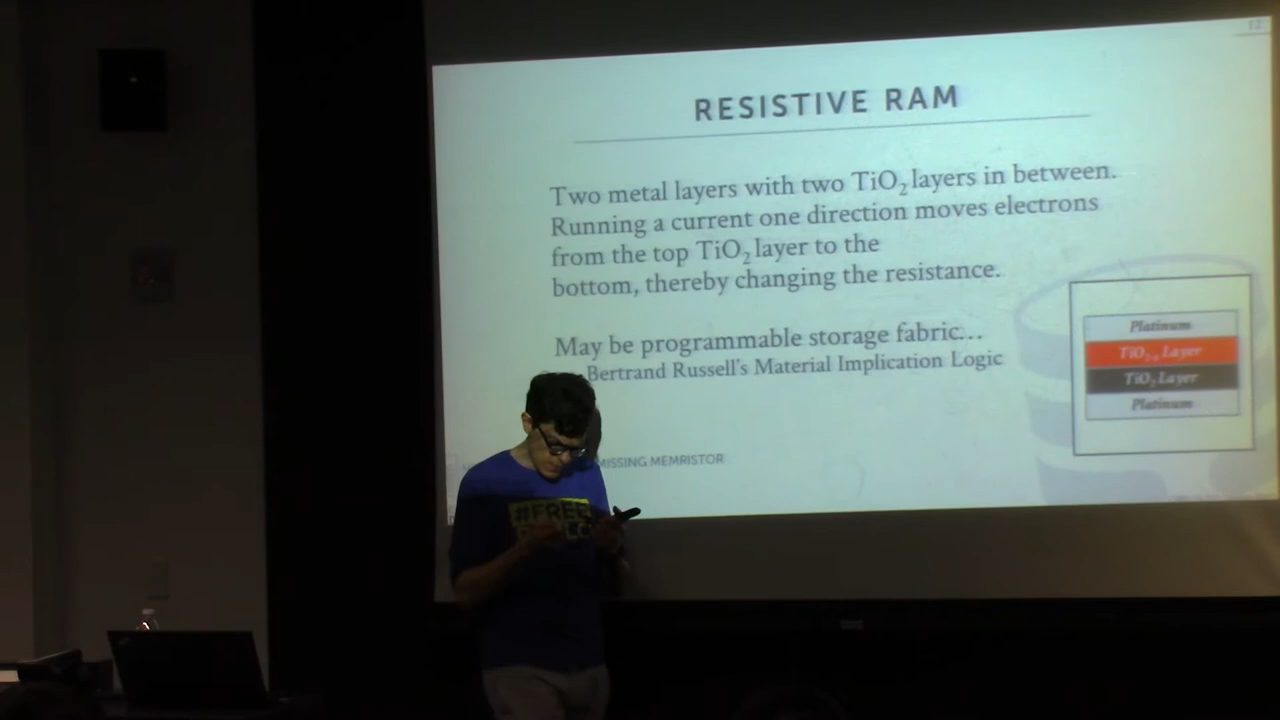 12
RESISTIVE RAM
Two metal layers with two TiO₂ layers in between.
Running a current one direction moves electrons
from the top TiO₂ layer to the
bottom, thereby changing the resistance.
May be programmable storage fabric…
Bertrand Russell's Material Implication Logic
Platinum
TiO₂₋ₓ Layer
TiO₂ Layer
Platinum
MISSING MEMRISTOR
#FREE